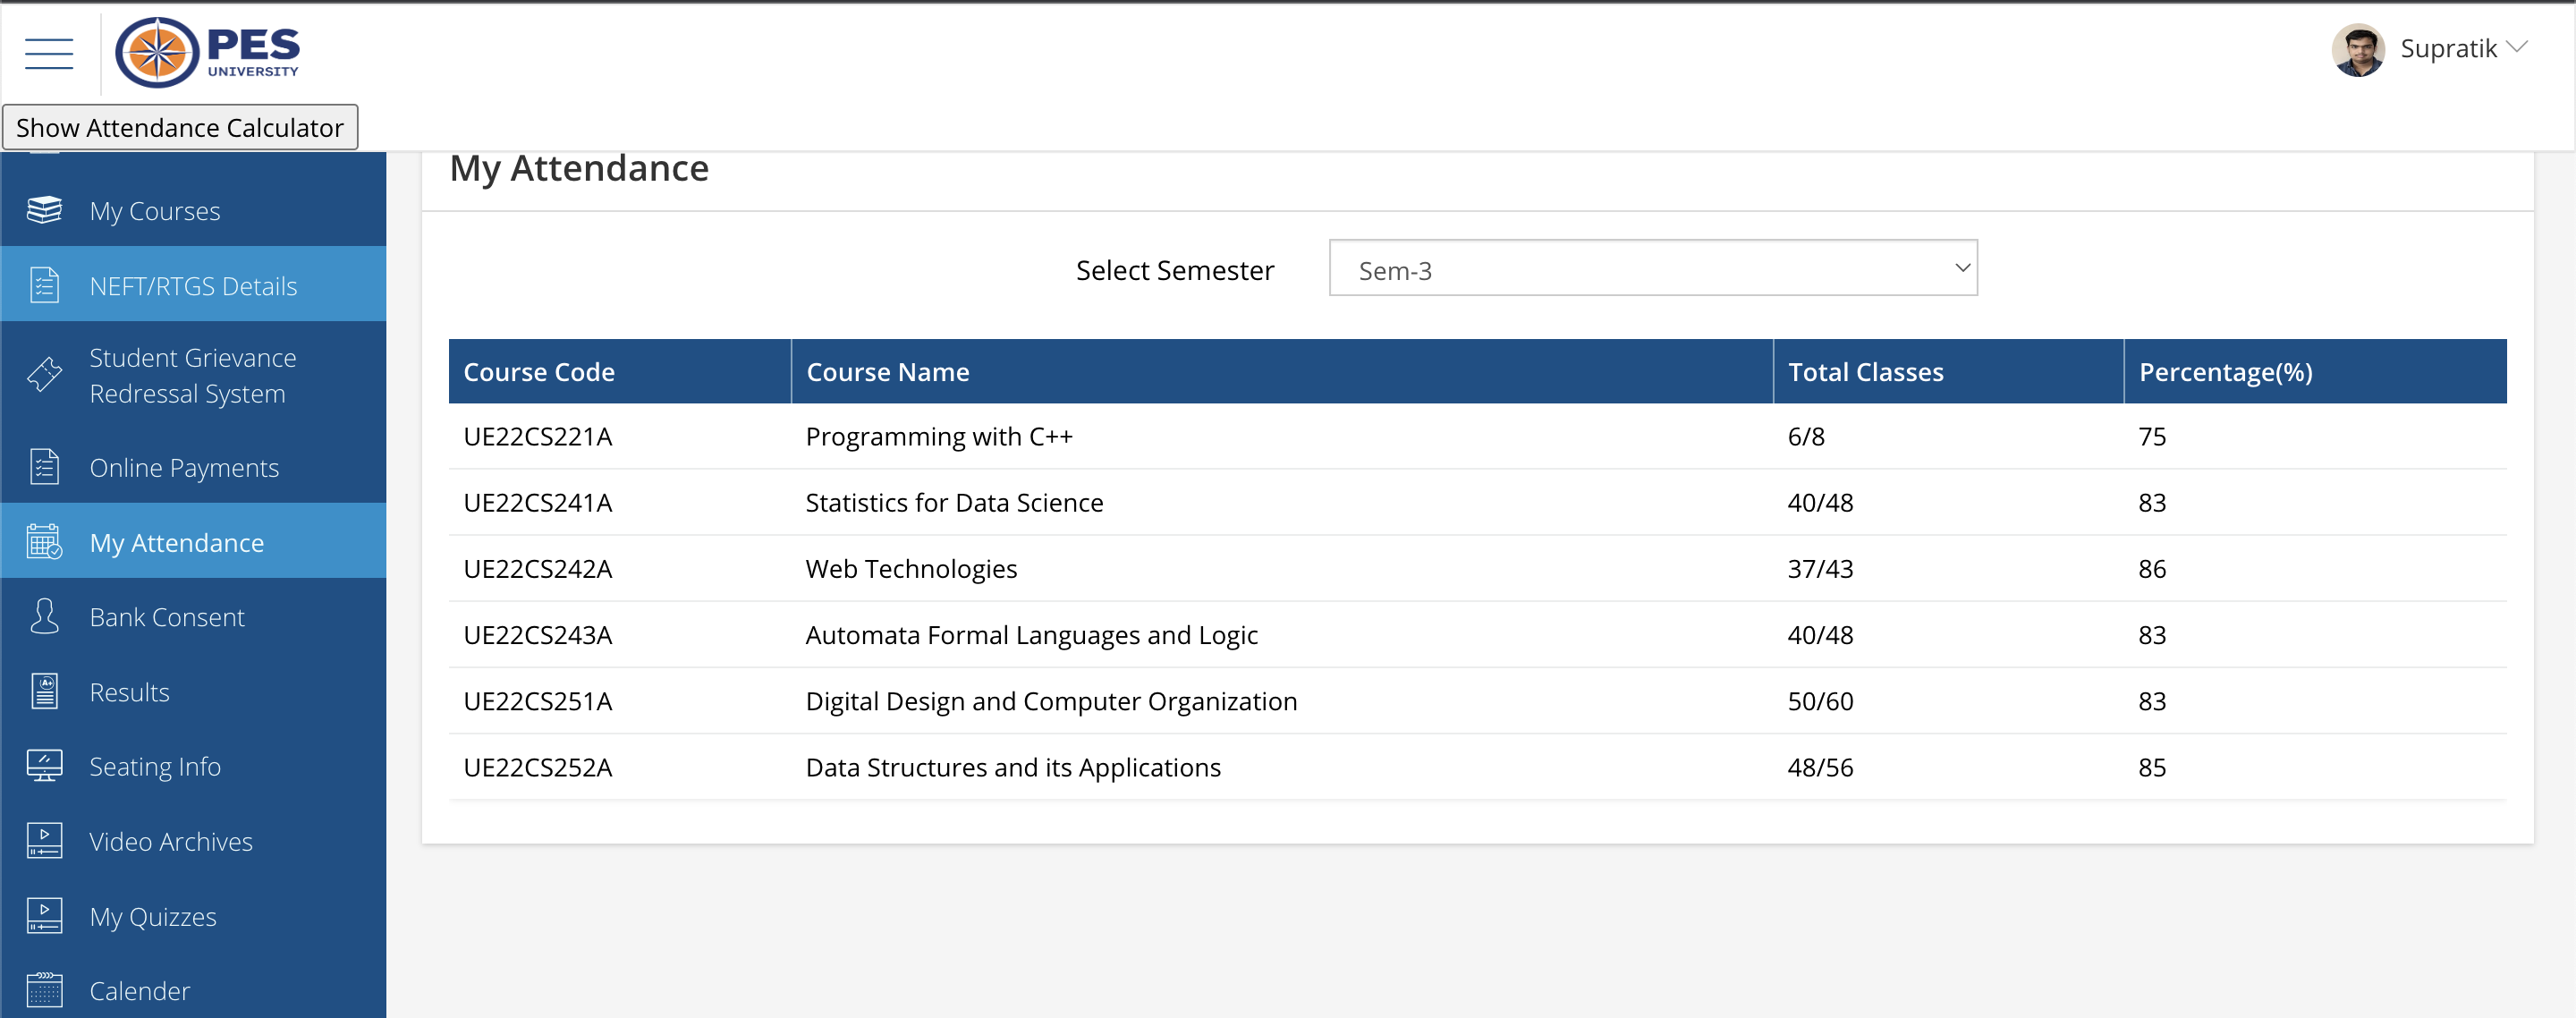 PES
UNIVERSITY
Supratik
Show Attendance Calculator
My Courses
NEFT/RTGS Details
Student Grievance
Redressal System
Online Payments
My Attendance
Bank Consent
Results
Seating Info
Video Archives
My Quizzes
Calender
My Attendance
Select Semester Sem-3
Course Code Course Name Total Classes Percentage(%)
UE22CS221A Programming with C++ 6/8 75
UE22CS241A Statistics for Data Science 40/48 83
UE22CS242A Web Technologies 37/43 86
UE22CS243A Automata Formal Languages and Logic 40/48 83
UE22CS251A Digital Design and Computer Organization 50/60 83
UE22CS252A Data Structures and its Applications 48/56 85